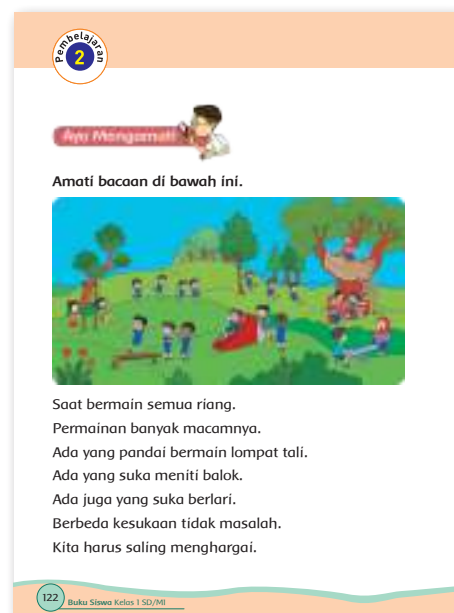 Pembelajaran
2
Ayo Mengamati
Amati bacaan di bawah ini.
Saat bermain semua riang.
Permainan banyak macamnya.
Ada yang pandai bermain lompat tali.
Ada yang suka meniti balok.
Ada juga yang suka berlari.
Berbeda kesukaan tidak masalah.
Kita harus saling menghargai.
122
Buku Siswa Kelas I SD/MI